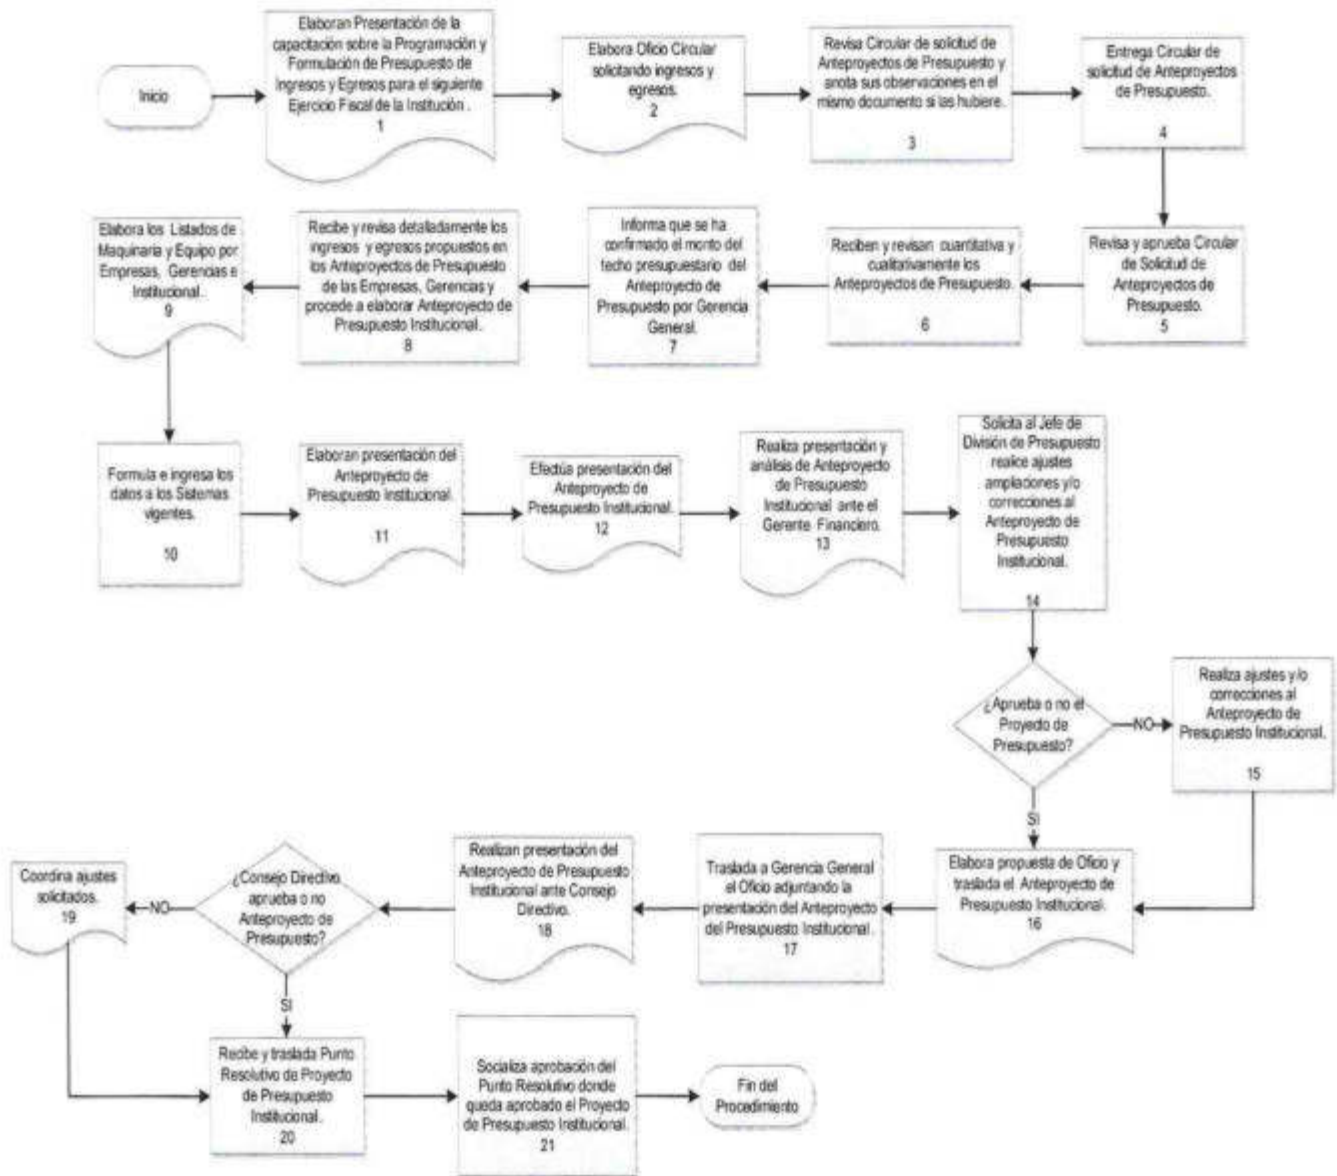 Inicio
Elaboran Presentación de la
capacitación sobre la Programación y
Formulación de Presupuesto de
Ingresos y Egresos para el siguiente
Ejercicio Fiscal de la Institución .
1
Elabora Oficio Circular
solicitando ingresos y
egresos.
2
Revisa Circular de solicitud de
Anteproyectos de Presupuesto y
anota sus observaciones en el
mismo documento si las hubiere.
3
Entrega Circular de
solicitud de Anteproyectos
de Presupuesto.
4
Revisa y aprueba Circular
de Solicitud de
Anteproyectos de
Presupuesto.
5
Reciben y revisan cuantitativa y
cualitativamente los
Anteproyectos de Presupuesto.
6
Informa que se ha
confirmado el monto del
techo presupuestario del
Anteproyecto de
Presupuesto por Gerencia
General.
7
Recibe y revisa detalladamente los
ingresos y egresos propuestos en
los Anteproyectos de Presupuesto
de las Empresas, Gerencias y
procede a elaborar Anteproyecto de
Presupuesto Institucional.
8
Elabora los Listados de
Maquinaria y Equipo por
Empresas, Gerencias e
Institucional.
9
Formula e ingresa los
datos a los Sistemas
vigentes.
10
Elaboran presentación del
Anteproyecto de
Presupuesto Institucional.
11
Efectúa presentación del
Anteproyecto de
Presupuesto Institucional.
12
Realiza presentación y
análisis de Anteproyecto
de Presupuesto
Institucional ante el
Gerente Financiero.
13
Solicita al Jefe de
División de Presupuesto
realice ajustes
ampliaciones y/o
correcciones al
Anteproyecto de
Presupuesto
Institucional.
14
¿Aprueba o no el
Proyecto de
Presupuesto?
NO
Realiza ajustes y/o
correcciones al
Anteproyecto de
Presupuesto Institucional.
15
SI
Elabora propuesta de Oficio y
traslada el Anteproyecto de
Presupuesto Institucional.
16
Traslada a Gerencia General
el Oficio adjuntando la
presentación del Anteproyecto
del Presupuesto Institucional.
17
Realizan presentación del
Anteproyecto de Presupuesto
Institucional ante Consejo
Directivo.
18
¿Consejo Directivo
aprueba o no
Anteproyecto de
Presupuesto?
NO
Coordina ajustes
solicitados.
19
SI
Recibe y traslada Punto
Resolutivo de Proyecto
de Presupuesto
Institucional.
20
Socializa aprobación del
Punto Resolutivo donde
queda aprobado el Proyecto
de Presupuesto Institucional.
21
Fin del
Procedimiento